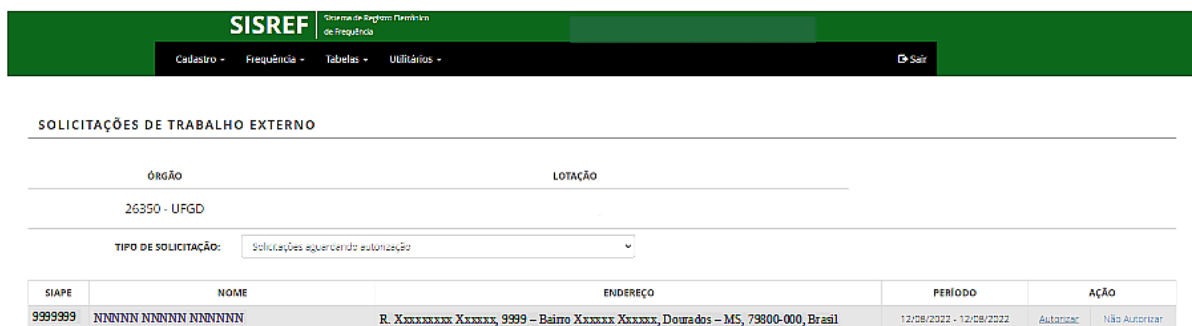 SISREF Sistema de Registro Eletrônico
de Frequência
Cadastro Frequência Tabelas Utilitários Sair
SOLICITAÇÕES DE TRABALHO EXTERNO
ÓRGÃO LOTAÇÃO
26350 - UFGD
TIPO DE SOLICITAÇÃO: Solicitações aguardando autorização
SIAPE NOME ENDEREÇO PERÍODO AÇÃO
9999999 NNNNN NNNNN NNNNNN R. Xxxxxxxxx Xxxxxx, 9999 – Bairro Xxxxxx Xxxxxx, Dourados – MS, 79800-000, Brasil 12/08/2022 - 12/08/2022 Autorizar Não Autorizar